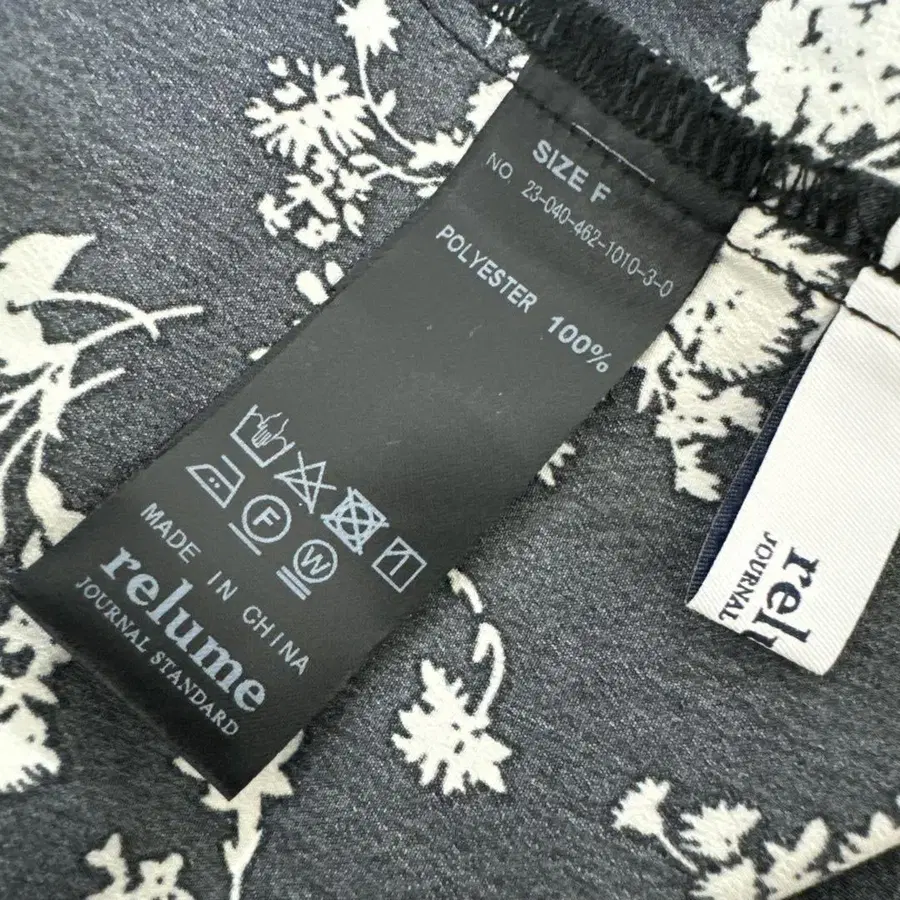 SIZE F
NO. 23-040-462-1010-3-0
POLYESTER 100%
F
W
MADE IN CHINA
relume
JOURNAL STANDARD
rel
JOURNAL